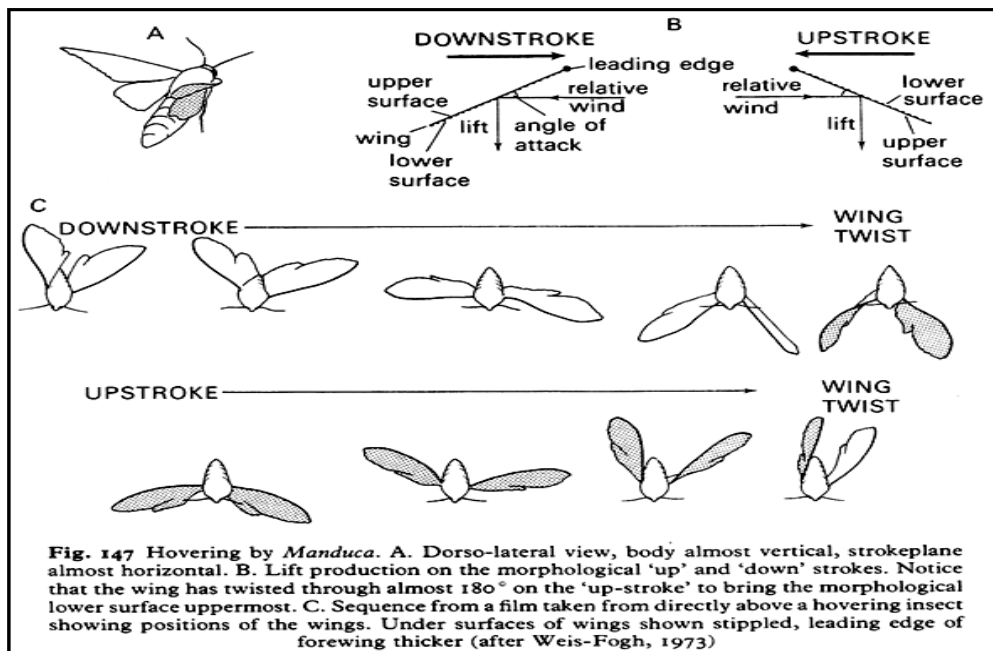 A
B
DOWNSTROKE
UPSTROKE
leading edge
upper
surface
relative
wind
lift
angle of
attack
wing
lower
surface
relative
wind
lower
surface
lift
upper
surface
C
DOWNSTROKE
WING
TWIST
UPSTROKE
WING
TWIST
Fig. 147 Hovering by Manduca. A. Dorso-lateral view, body almost vertical, strokeplane
almost horizontal. B. Lift production on the morphological ‘up’ and ‘down’ strokes. Notice
that the wing has twisted through almost 180° on the ‘up-stroke’ to bring the morphological
lower surface uppermost. C. Sequence from a film taken from directly above a hovering insect
showing positions of the wings. Under surfaces of wings shown stippled, leading edge of
forewing thicker (after Weis-Fogh, 1973)